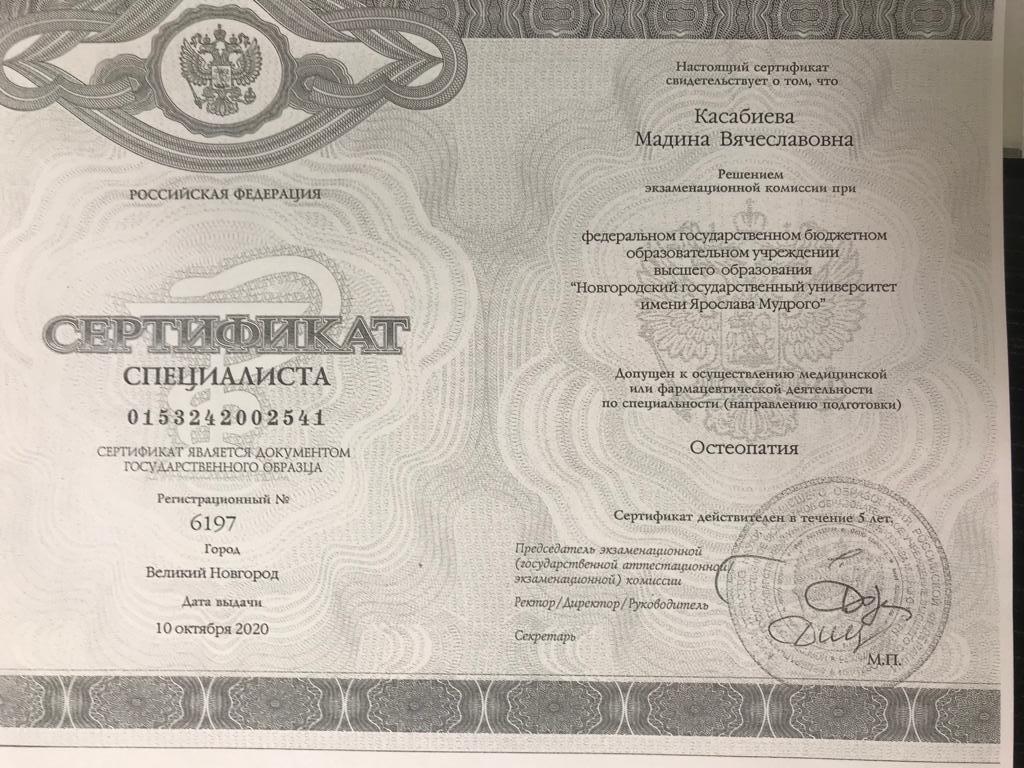 РОССИЙСКАЯ ФЕДЕРАЦИЯ
СЕРТИФИКАТ
СПЕЦИАЛИСТА
0153242002541
СЕРТИФИКАТ ЯВЛЯЕТСЯ ДОКУМЕНТОМ
ГОСУДАРСТВЕННОГО ОБРАЗЦА
Регистрационный №
6197
Город
Великий Новгород
Дата выдачи
10 октября 2020
Настоящий сертификат
свидетельствует о том, что
Касабиева
Мадина Вячеславовна
Решением
экзаменационной комиссии при
федеральном государственном бюджетном
образовательном учреждении
высшего образования
“Новгородский государственный университет
имени Ярослава Мудрого”
Допущен к осуществлению медицинской
или фармацевтической деятельности
по специальности (направлению подготовки)
Остеопатия
Сертификат действителен в течение 5 лет.
Председатель экзаменационной
(государственной аттестационной/
экзаменационной) комиссии
Ректор/Директор/Руководитель
Секретарь
М.П.